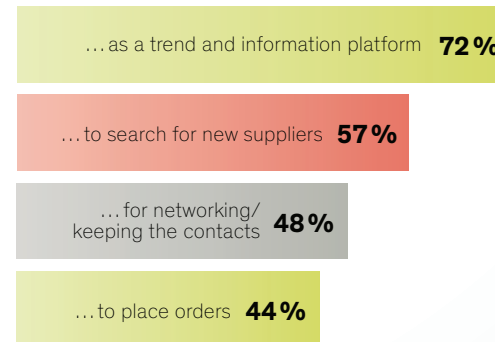 ...as a trend and information platform 72%
...to search for new suppliers 57%
...for networking/
keeping the contacts 48%
...to place orders 44%